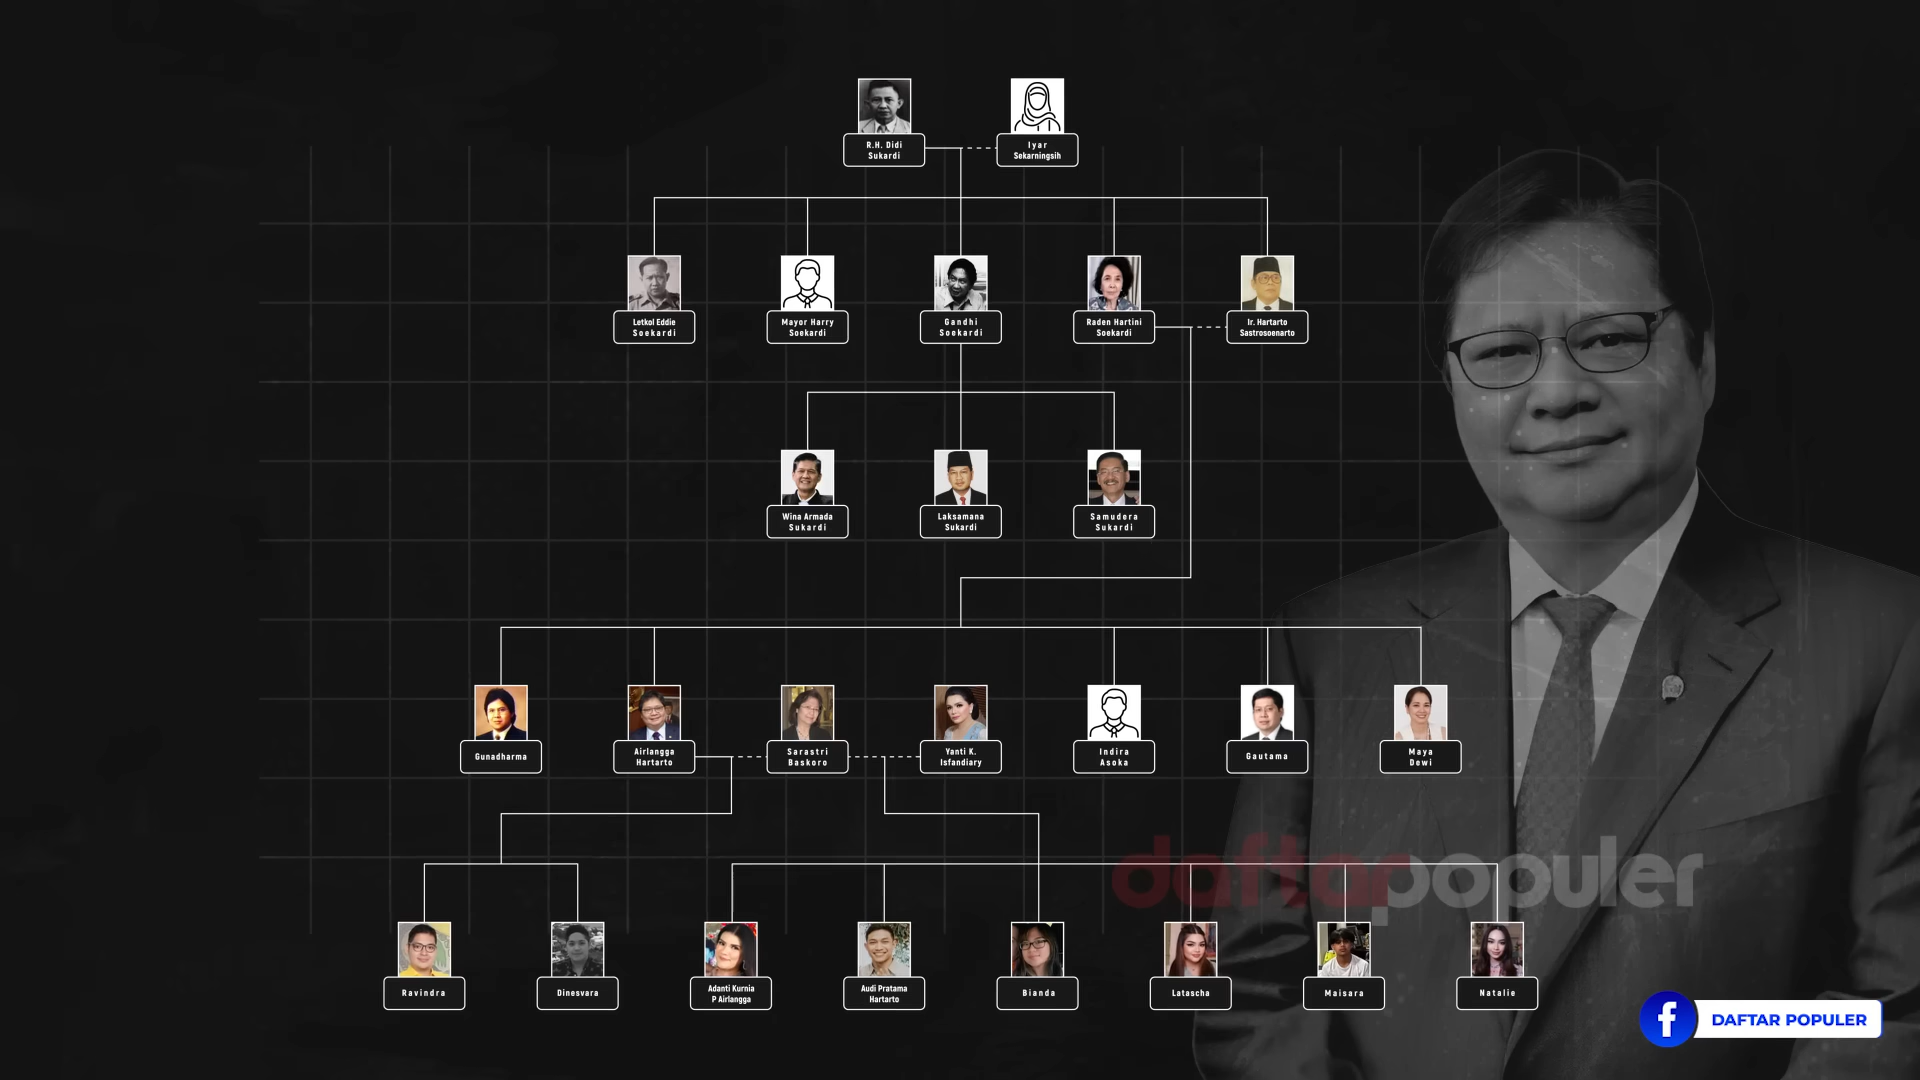 R.H. Didi
Sukardi
Iyar
Sekarningsih
Letkol Eddie
Soekardi
Mayor Harry
Soekardi
Gandhi
Soekardi
Raden Hartini
Soekardi
Ir. Hartarto
Sastrosoenarto
Wina Armada
Sukardi
Laksamana
Sukardi
Samudera
Sukardi
Gunadharma
Airlangga
Hartarto
Sarastri
Baskoro
Yanti K.
Isfandiary
Indira
Asoka
Gautama
Maya
Dewi
daftarpopuler
Ravindra
Dinesvara
Adanti Kurnia
P Airlangga
Audi Pratama
Hartarto
Bianda
Latascha
Maisara
Natalie
DAFTAR POPULER